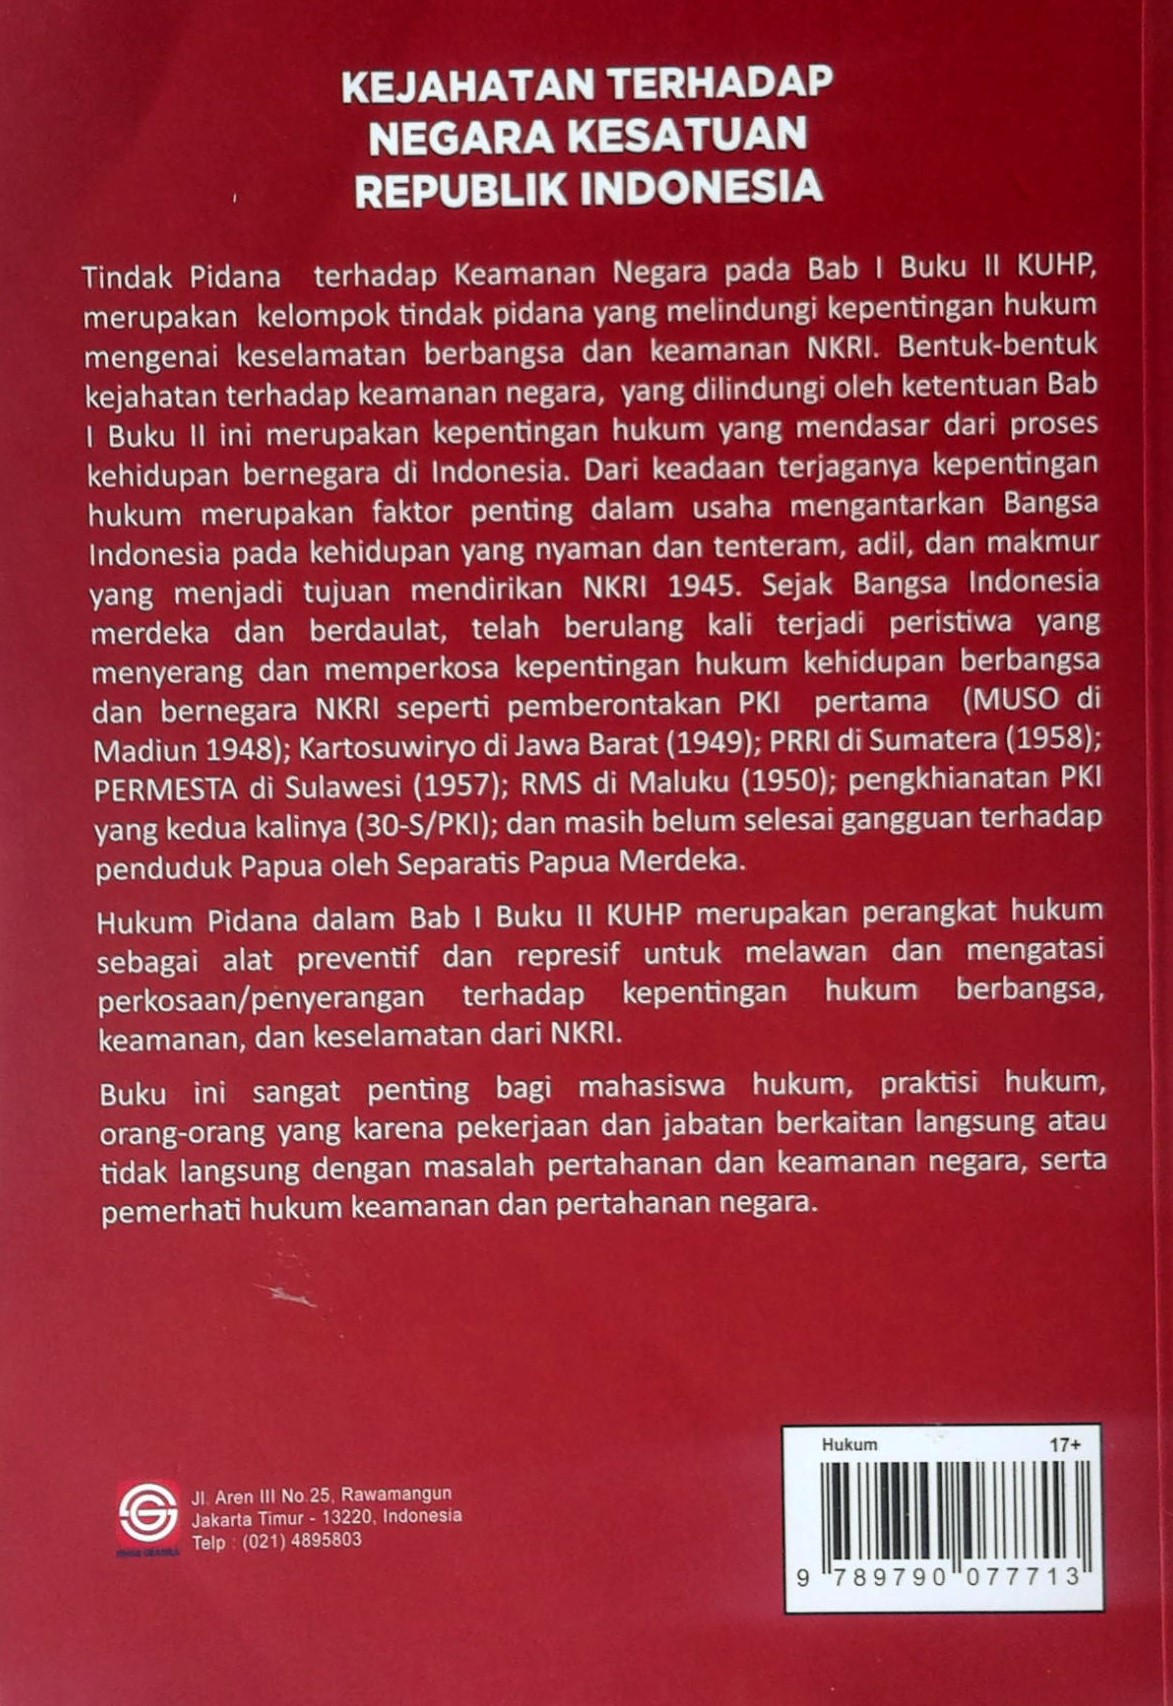 KEJAHATAN TERHADAP
NEGARA KESATUAN
REPUBLIK INDONESIA
Tindak Pidana terhadap Keamanan Negara pada Bab I Buku II KUHP,
merupakan kelompok tindak pidana yang melindungi kepentingan hukum
mengenai keselamatan berbangsa dan keamanan NKRI. Bentuk-bentuk
kejahatan terhadap keamanan negara, yang dilindungi oleh ketentuan Bab
I Buku II ini merupakan kepentingan hukum yang mendasar dari proses
kehidupan bernegara di Indonesia. Dari keadaan terjaganya kepentingan
hukum merupakan faktor penting dalam usaha mengantarkan Bangsa
Indonesia pada kehidupan yang nyaman dan tenteram, adil, dan makmur
yang menjadi tujuan mendirikan NKRI 1945. Sejak Bangsa Indonesia
merdeka dan berdaulat, telah berulang kali terjadi peristiwa yang
menyerang dan memperkosa kepentingan hukum kehidupan berbangsa
dan bernegara NKRI seperti pemberontakan PKI pertama (MUSO di
Madiun 1948); Kartosuwiryo di Jawa Barat (1949); PRRI di Sumatera (1958);
PERMESTA di Sulawesi (1957); RMS di Maluku (1950); pengkhianatan PKI
yang kedua kalinya (30-S/PKI); dan masih belum selesai gangguan terhadap
penduduk Papua oleh Separatis Papua Merdeka.
Hukum Pidana dalam Bab I Buku II KUHP merupakan perangkat hukum
sebagai alat preventif dan represif untuk melawan dan mengatasi
perkosaan/penyerangan terhadap kepentingan hukum berbangsa,
keamanan, dan keselamatan dari NKRI.
Buku ini sangat penting bagi mahasiswa hukum, praktisi hukum,
orang-orang yang karena pekerjaan dan jabatan berkaitan langsung atau
tidak langsung dengan masalah pertahanan dan keamanan negara, serta
pemerhati hukum keamanan dan pertahanan negara.
Jl. Aren III No.25, Rawamangun
Jakarta Timur - 13220, Indonesia
Telp : (021) 4895803
Hukum 17+
9 789790 077713